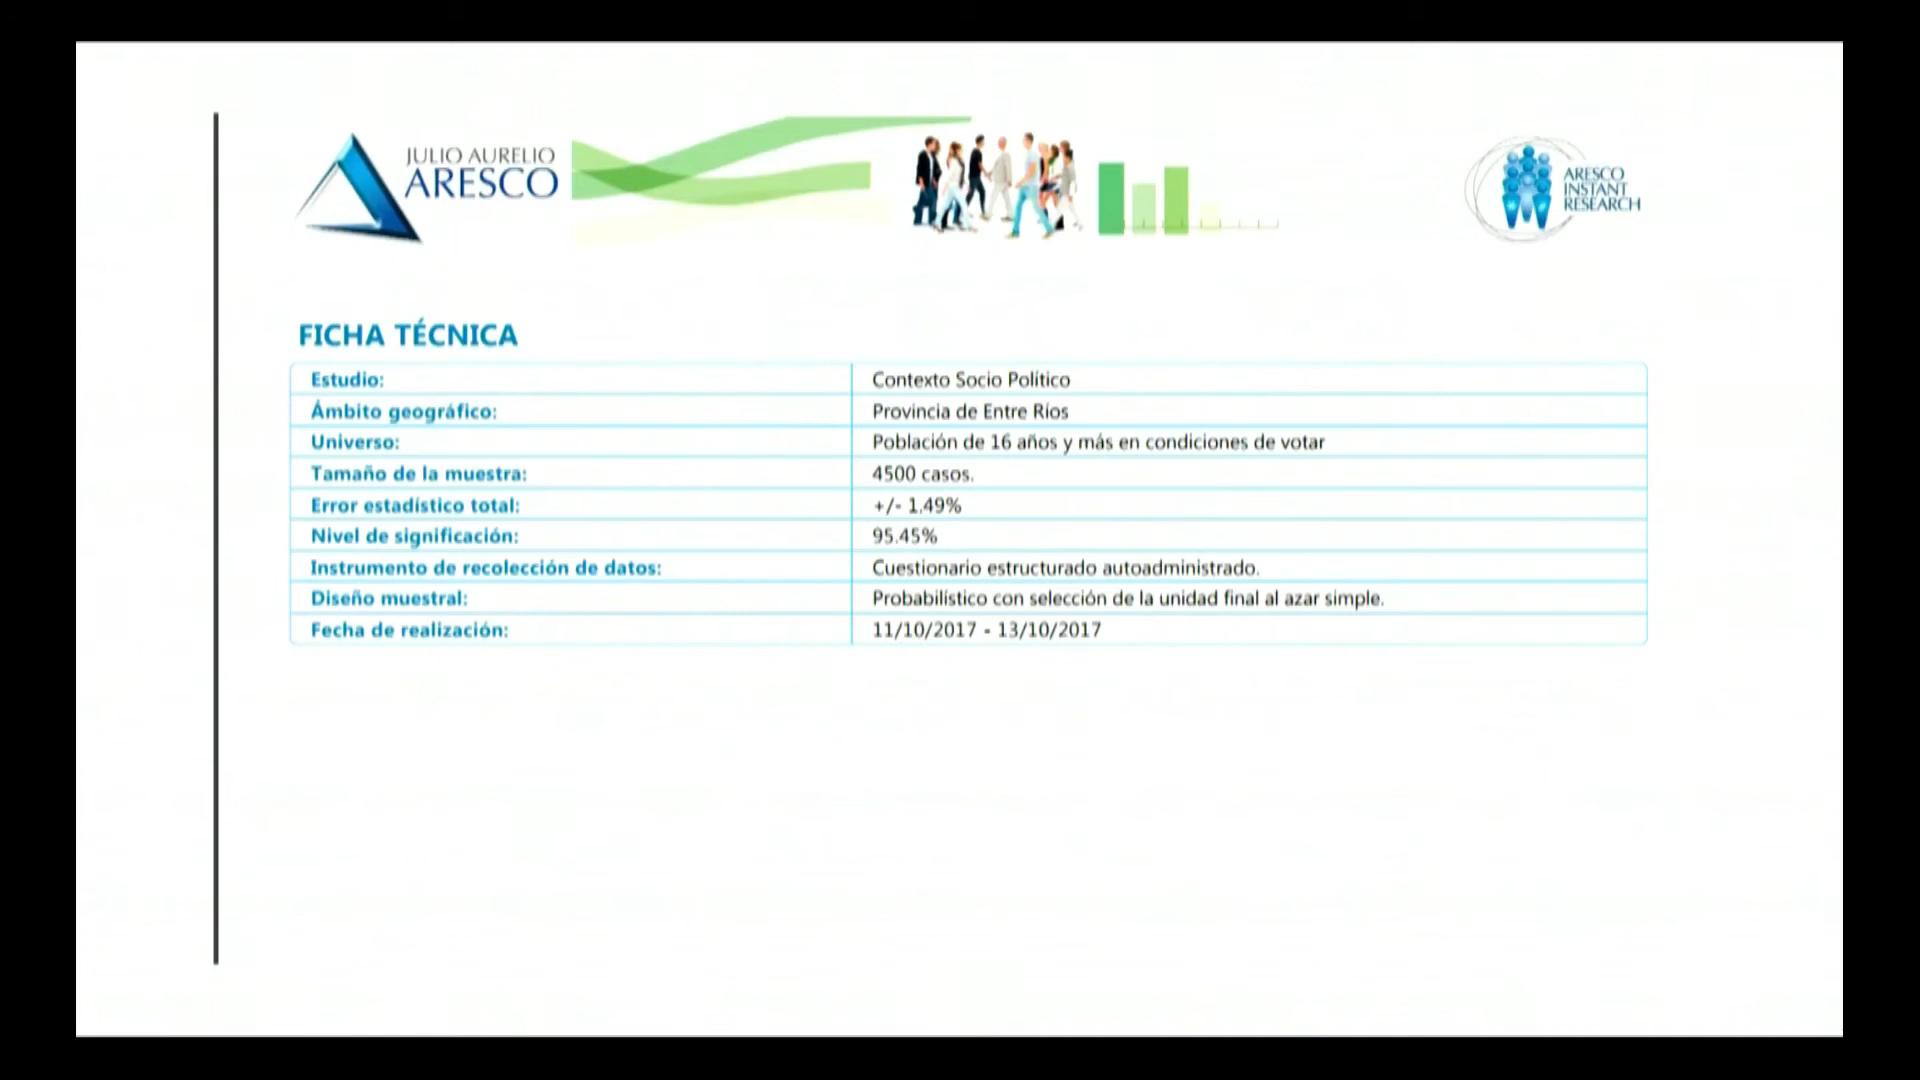 JULIO AURELIO
ARESCO
ARESCO
INSTANT
RESEARCH
FICHA TÉCNICA
Estudio: Contexto Socio Político
Ámbito geográfico: Provincia de Entre Ríos
Universo: Población de 16 años y más en condiciones de votar
Tamaño de la muestra: 4500 casos.
Error estadístico total: +/- 1.49%
Nivel de significación: 95.45%
Instrumento de recolección de datos: Cuestionario estructurado autoadministrado.
Diseño muestral: Probabilístico con selección de la unidad final al azar simple.
Fecha de realización: 11/10/2017 - 13/10/2017